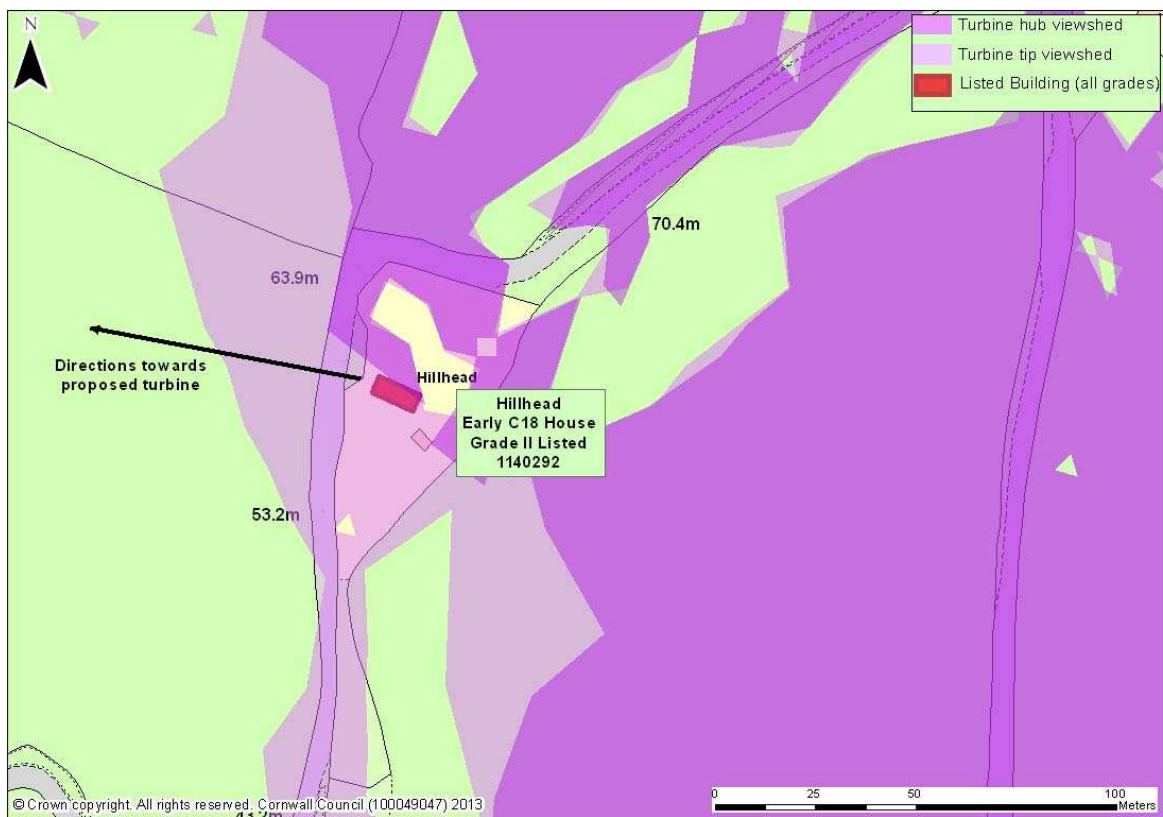 N
Turbine hub viewshed
Turbine tip viewshed
Listed Building (all grades)
70.4m
63.9m
Directions towards
proposed turbine
Hillhead
Hillhead
Early C18 House
Grade II Listed
1140292
53.2m
© Crown copyright. All rights reserved. Cornwall Council (100049047) 2013
0 25 50 100
Meters